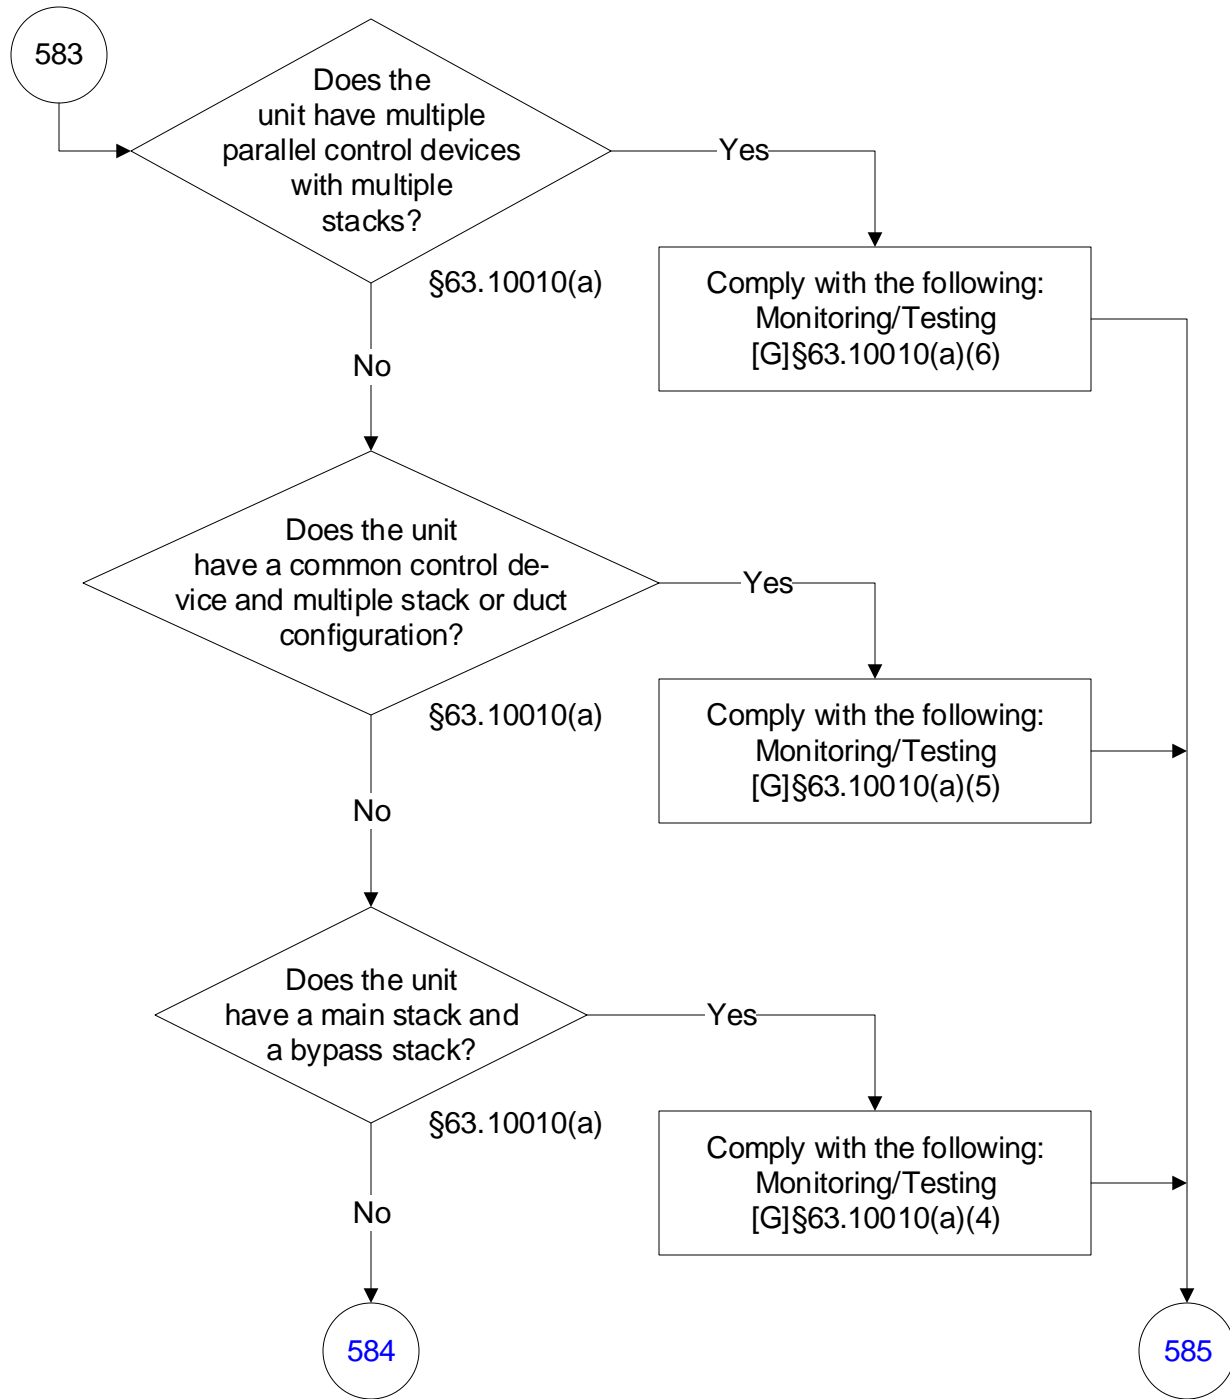 583
Does the
unit have multiple
parallel control devices
with multiple
stacks?
Yes
§63.10010(a)
Comply with the following:
Monitoring/Testing
[G]§63.10010(a)(6)
No
Does the unit
have a common control de-
vice and multiple stack or duct
configuration?
Yes
§63.10010(a)
Comply with the following:
Monitoring/Testing
[G]§63.10010(a)(5)
No
Does the unit
have a main stack and
a bypass stack?
Yes
§63.10010(a)
Comply with the following:
Monitoring/Testing
[G]§63.10010(a)(4)
No
584
585